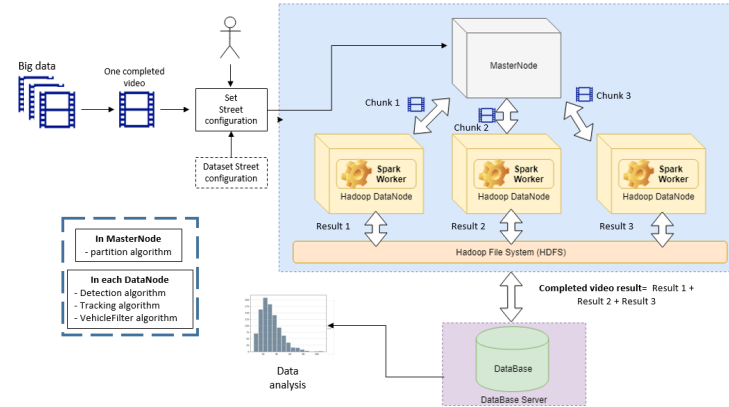 Big data
One completed
video
Set
Street
configuration
Dataset Street
configuration
MasterNode
Chunk 1
Chunk 2
Chunk 3
Spark
Worker
Hadoop DataNode
Spark
Worker
Hadoop DataNode
Spark
Worker
Hadoop DataNode
Result 1
Result 2
Result 3
Hadoop File System (HDFS)
In MasterNode
- partition algorithm
In each DataNode
- Detection algorithm
- Tracking algorithm
- VehicleFilter algorithm
Completed video result= Result 1 +
Result 2 + Result 3
Data
analysis
DataBase
DataBase Server